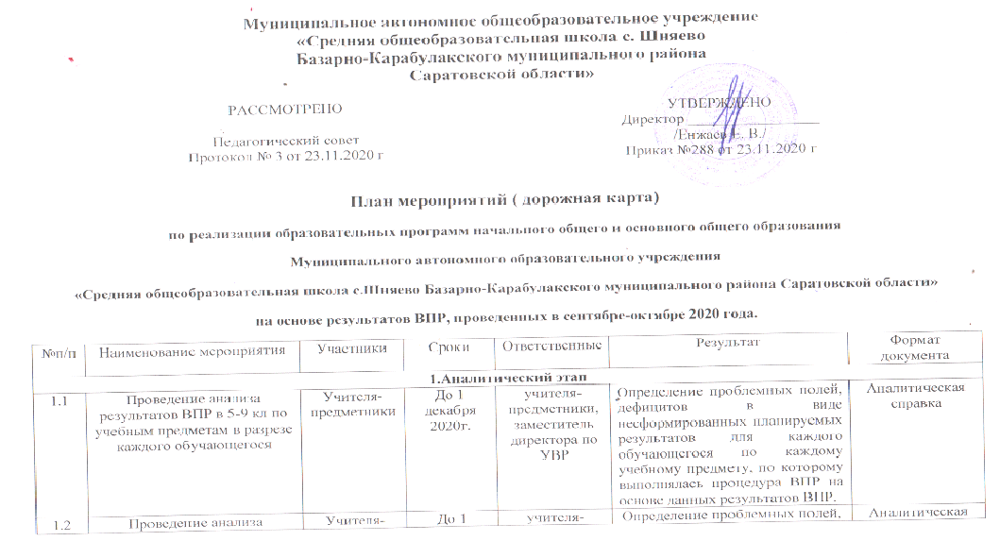 Муниципальное автономное общеобразовательное учреждение
«Средняя общеобразовательная школа с. Шняево
Базарно-Карабулакского муниципального района
Саратовской области»
РАССМОТРЕНО
Педагогический совет
Протокол № 3 от 23.11.2020 г
УТВЕРЖДЕНО
Директор
/Енжаев Е. В./
Приказ №288 от 23.11.2020 г
План мероприятий ( дорожная карта)
по реализации образовательных программ начального общего и основного общего образования
Муниципального автономного образовательного учреждения
«Средняя общеобразовательная школа с.Шняево Базарно-Карабулакского муниципального района Саратовской области»
на основе результатов ВПР, проведенных в сентябре-октябре 2020 года.
№п/п
Наименование мероприятия
Участники
Сроки
Ответственные
Результат
Формат
документа
1.Аналитический этап
1.1
Проведение анализа
результатов ВПР в 5-9 кл по
учебным предметам в разрезе
каждого обучающегося
Учителя-
предметники
До 1
декабря
2020г.
учителя-
предметники,
заместитель
директора по
УВР
Определение проблемных полей,
дефицитов в виде
несформированных планируемых
результатов для каждого
обучающегося по каждому
учебному предмету, по которому
выполнялась процедура ВПР на
основе данных результатов ВПР.
Аналитическая
справка
1.2
Проведение анализа
Учителя-
До 1
учителя-
Определение проблемных полей,
Аналитическая